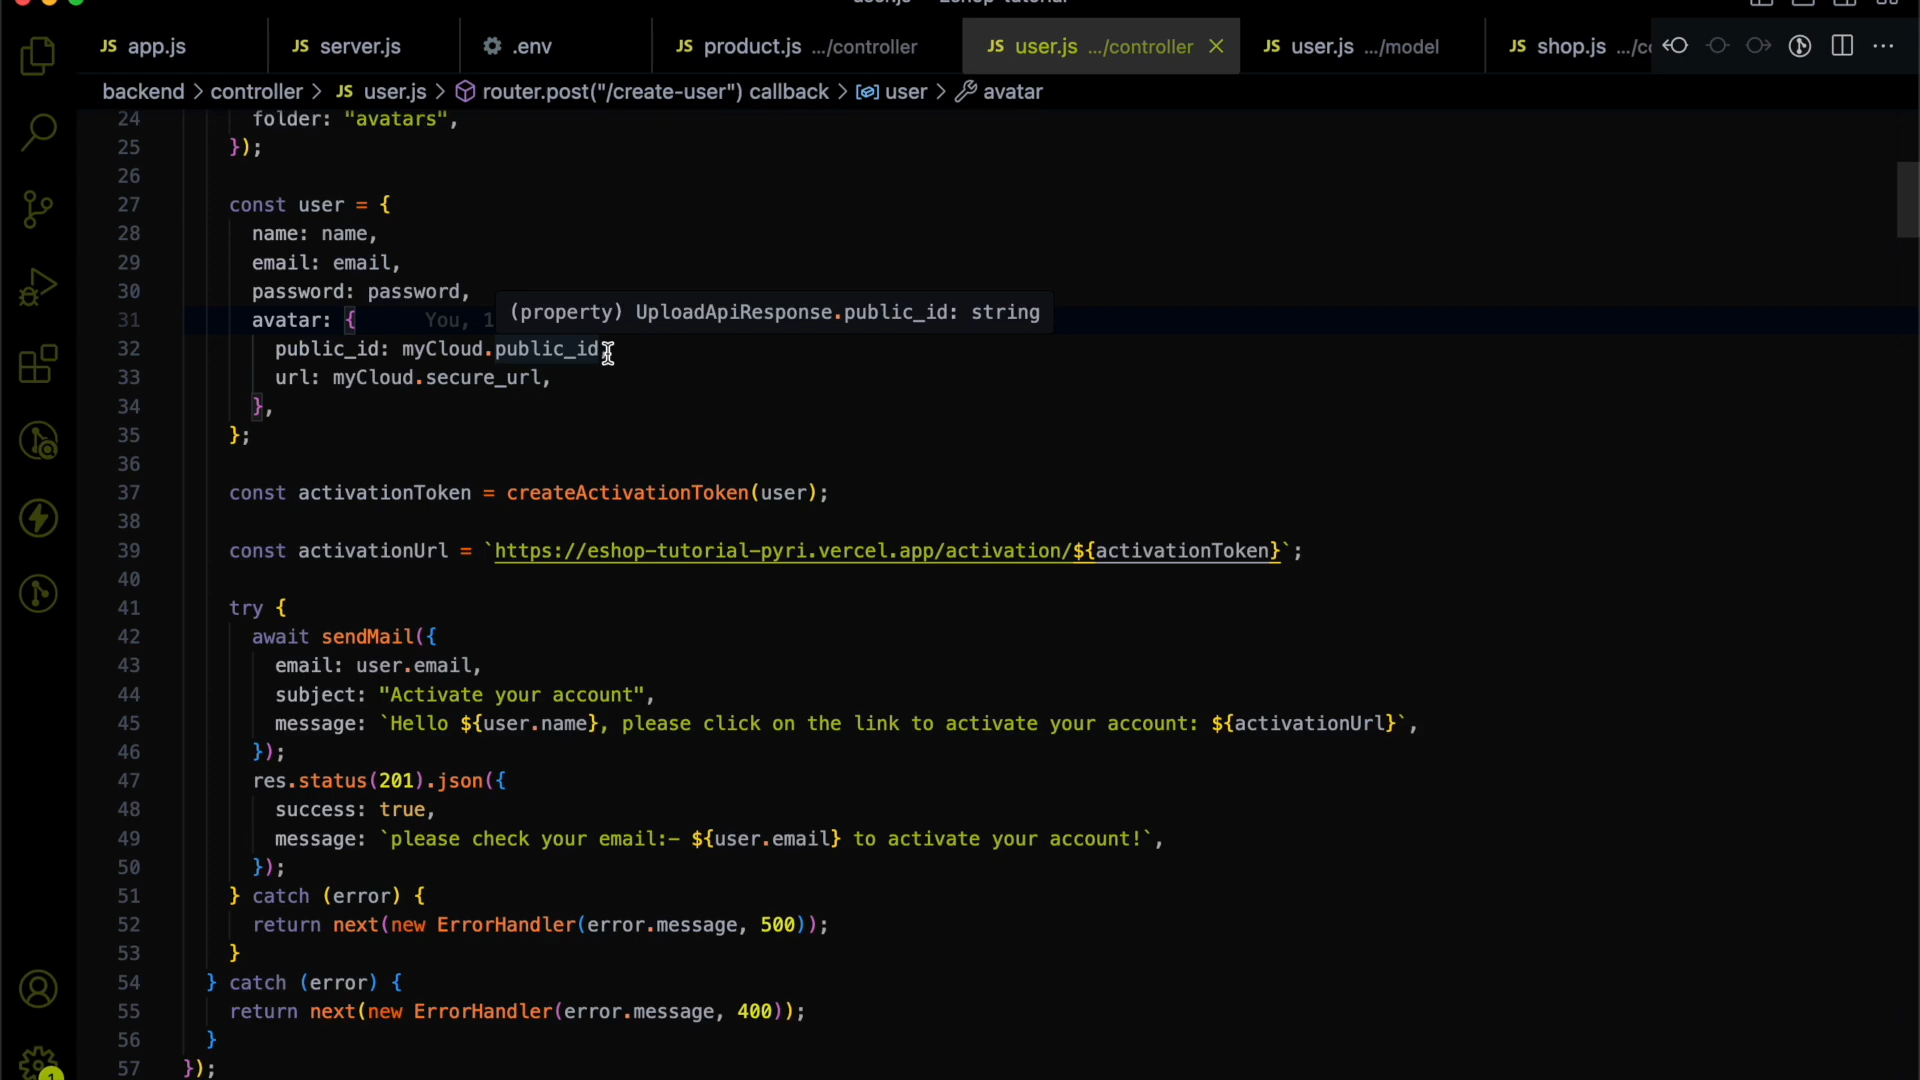 JS app.js
JS server.js
.env
JS product.js .../controller
JS user.js .../controller
JS user.js .../model
JS shop.js
backend > controller > JS user.js > router.post("/create-user") callback > user > avatar
24 folder: "avatars",
25 });
26
27 const user = {
28 name: name,
29 email: email,
30 password: password,
(property) UploadApiResponse.public_id: string
31 avatar: { You, 1
32 public_id: myCloud.public_id,
33 url: myCloud.secure_url,
34 },
35 };
36
37 const activationToken = createActivationToken(user);
38
39 const activationUrl = `https://eshop-tutorial-pyri.vercel.app/activation/${activationToken}`;
40
41 try {
42 await sendMail({
43 email: user.email,
44 subject: "Activate your account",
45 message: `Hello ${user.name}, please click on the link to activate your account: ${activationUrl}`,
46 });
47 res.status(201).json({
48 success: true,
49 message: `please check your email:- ${user.email} to activate your account!`,
50 });
51 } catch (error) {
52 return next(new ErrorHandler(error.message, 500));
53 }
54 } catch (error) {
55 return next(new ErrorHandler(error.message, 400));
56 }
57 });
1